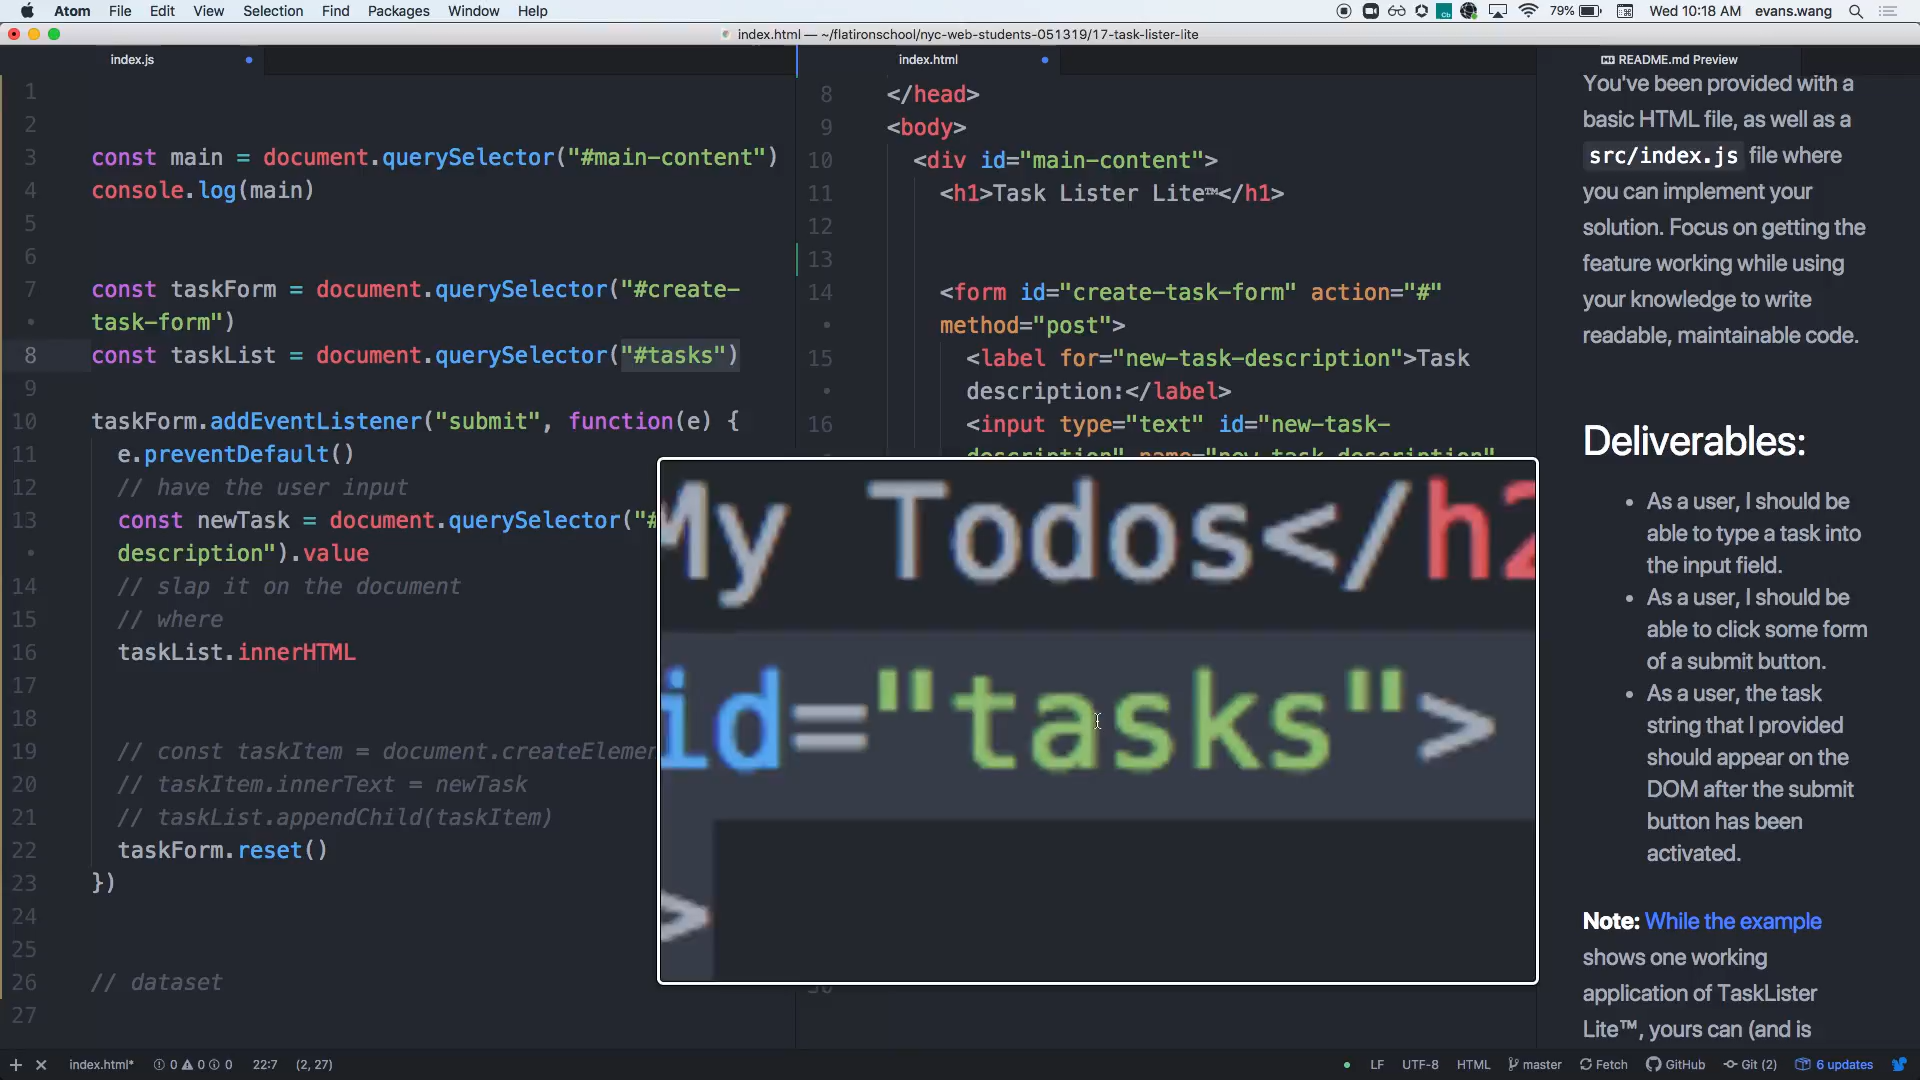 Atom File Edit View Selection Find Packages Window Help 79% Wed 10:18 AM evans.wang
index.html — ~/flatironschool/nyc-web-students-051319/17-task-lister-lite
index.js
1
2
3 const main = document.querySelector("#main-content")
4 console.log(main)
5
6
7 const taskForm = document.querySelector("#create-
• task-form")
8 const taskList = document.querySelector("#tasks")
9
10 taskForm.addEventListener("submit", function(e) {
11 e.preventDefault()
12 // have the user input
13 const newTask = document.querySelector("#
• description").value
14 // slap it on the document
15 // where
16 taskList.innerHTML
17
18
19 // const taskItem = document.createElemen
20 // taskItem.innerText = newTask
21 // taskList.appendChild(taskItem)
22 taskForm.reset()
23 })
24
25
26 // dataset
27
index.html
8 </head>
9 <body>
10 <div id="main-content">
11 <h1>Task Lister Lite™</h1>
12
13
14 <form id="create-task-form" action="#"
• method="post">
15 <label for="new-task-description">Task
• description:</label>
16 <input type="text" id="new-task-
description" name="new-task-description"
My Todos</h2
id="tasks">
>
README.md Preview
You've been provided with a
basic HTML file, as well as a
src/index.js file where
you can implement your
solution. Focus on getting the
feature working while using
your knowledge to write
readable, maintainable code.
Deliverables:
• As a user, I should be
able to type a task into
the input field.
• As a user, I should be
able to click some form
of a submit button.
• As a user, the task
string that I provided
should appear on the
DOM after the submit
button has been
activated.
Note: While the example
shows one working
application of TaskLister
Lite™, yours can (and is
index.html* 0 0 0 22:7 (2, 27) LF UTF-8 HTML master Fetch GitHub Git (2) 6 updates